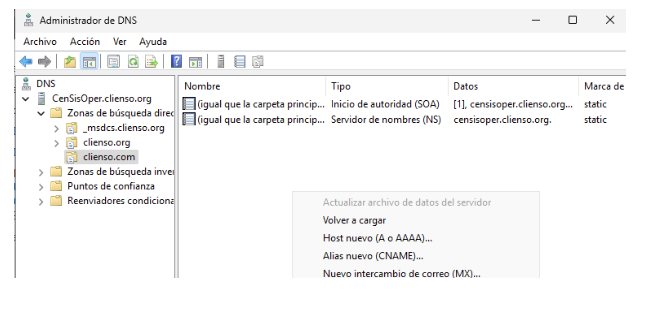 Administrador de DNS
Archivo Acción Ver Ayuda
DNS
CenSisOper.clienso.org
Zonas de búsqueda direc
_msdcs.clienso.org
clienso.org
clienso.com
Zonas de búsqueda inver
Puntos de confianza
Reenviadores condiciona
Nombre Tipo Datos Marca de
(igual que la carpeta princip... Inicio de autoridad (SOA) [1], censisoper.clienso.org... static
(igual que la carpeta princip... Servidor de nombres (NS) censisoper.clienso.org. static
Actualizar archivo de datos del servidor
Volver a cargar
Host nuevo (A o AAAA)...
Alias nuevo (CNAME)...
Nuevo intercambio de correo (MX)...